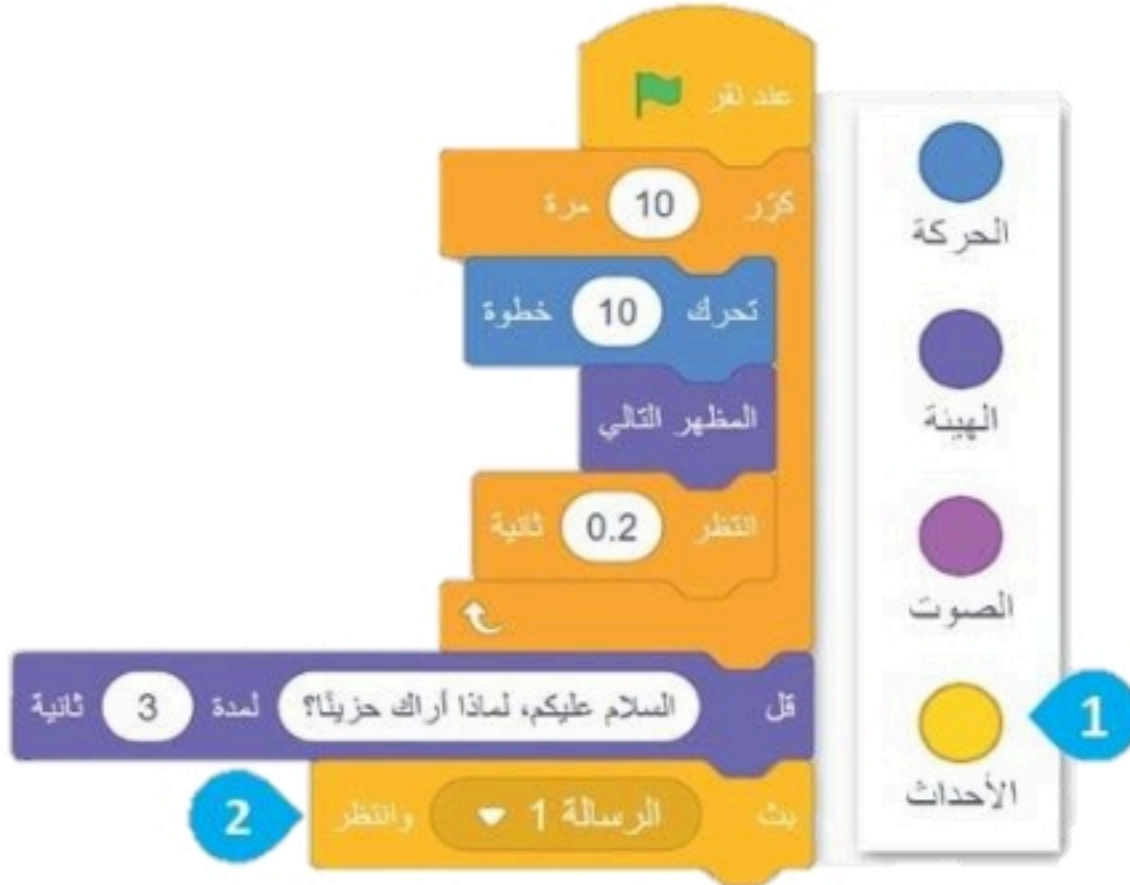 عند نقر
كرّر 10 مرة
تحرك 10 خطوة
المظهر التالي
انتظر 0.2 ثانية
قل السلام عليكم، لماذا أراك حزينًا؟ لمدة 3 ثانية
بث الرسالة 1 وانتظر
2
الحركة
الهيئة
الصوت
الأحداث
1